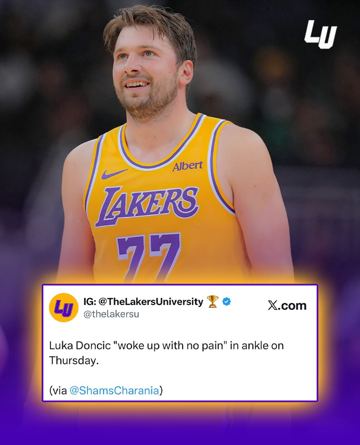 LU
Albert
LAKERS
77
LU
IG: @TheLakersUniversity 🏆
@thelakersu
X.com
Luka Doncic "woke up with no pain" in ankle on
Thursday.
(via @ShamsCharania)